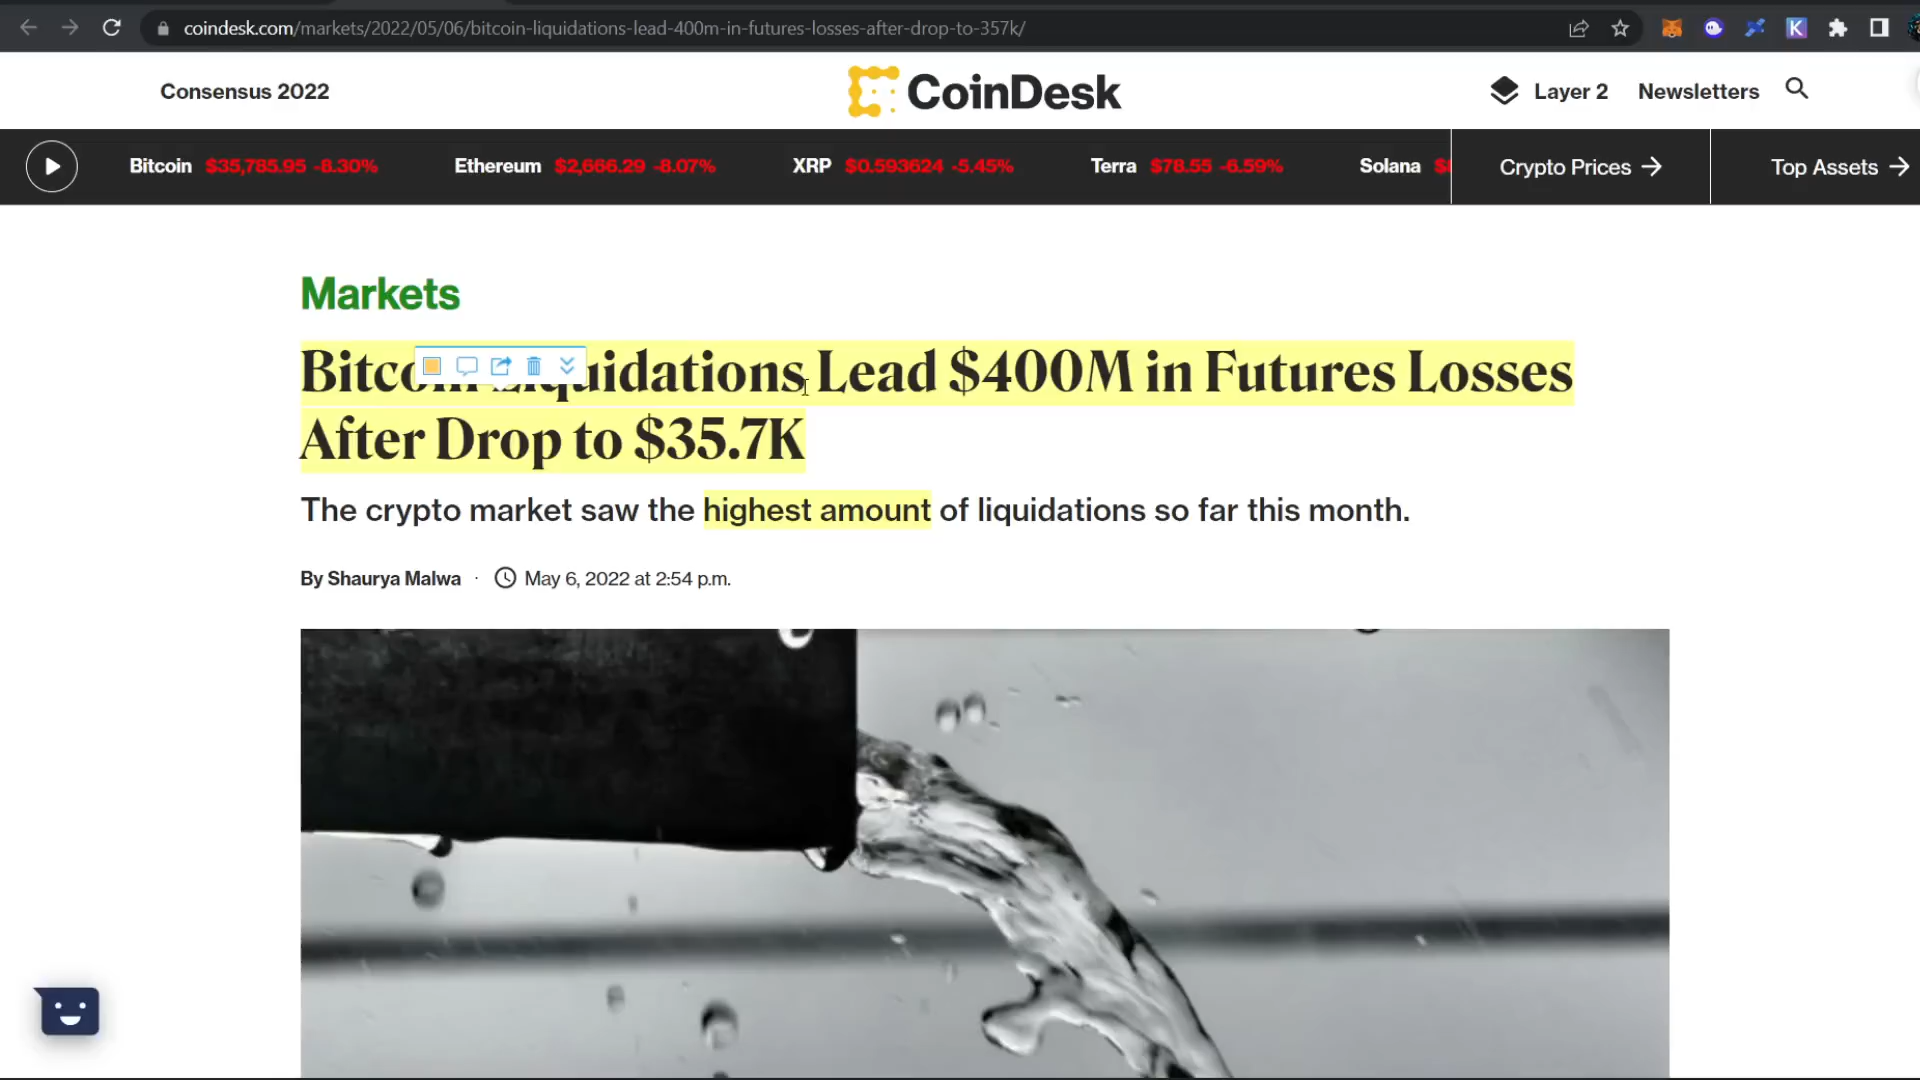 coindesk.com/markets/2022/05/06/bitcoin-liquidations-lead-400m-in-futures-losses-after-drop-to-357k/
Consensus 2022
CoinDesk
Layer 2 Newsletters
Bitcoin $35,785.95 -8.30% Ethereum $2,666.29 -8.07% XRP $0.593624 -5.45% Terra $78.55 -6.59% Solana Crypto Prices → Top Assets →
Markets
Bitcoin Liquidations Lead $400M in Futures Losses
After Drop to $35.7K
The crypto market saw the highest amount of liquidations so far this month.
By Shaurya Malwa · May 6, 2022 at 2:54 p.m.